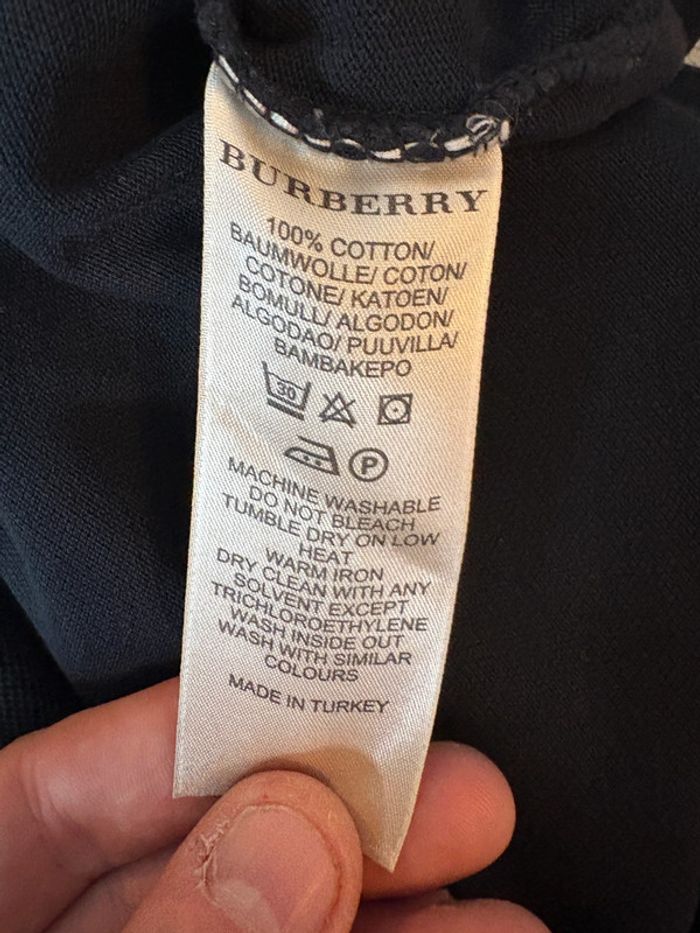 BURBERRY
100% COTTON/
BAUMWOLLE/ COTON/
COTONE/ KATOEN/
BOMULL/ ALGODON/
ALGODAO/ PUUVILLA/
BAMBAKEPO
30
P
MACHINE WASHABLE
DO NOT BLEACH
TUMBLE DRY ON LOW
HEAT
WARM IRON
DRY CLEAN WITH ANY
SOLVENT EXCEPT
TRICHLOROETHYLENE
WASH INSIDE OUT
WASH WITH SIMILAR
COLOURS
MADE IN TURKEY